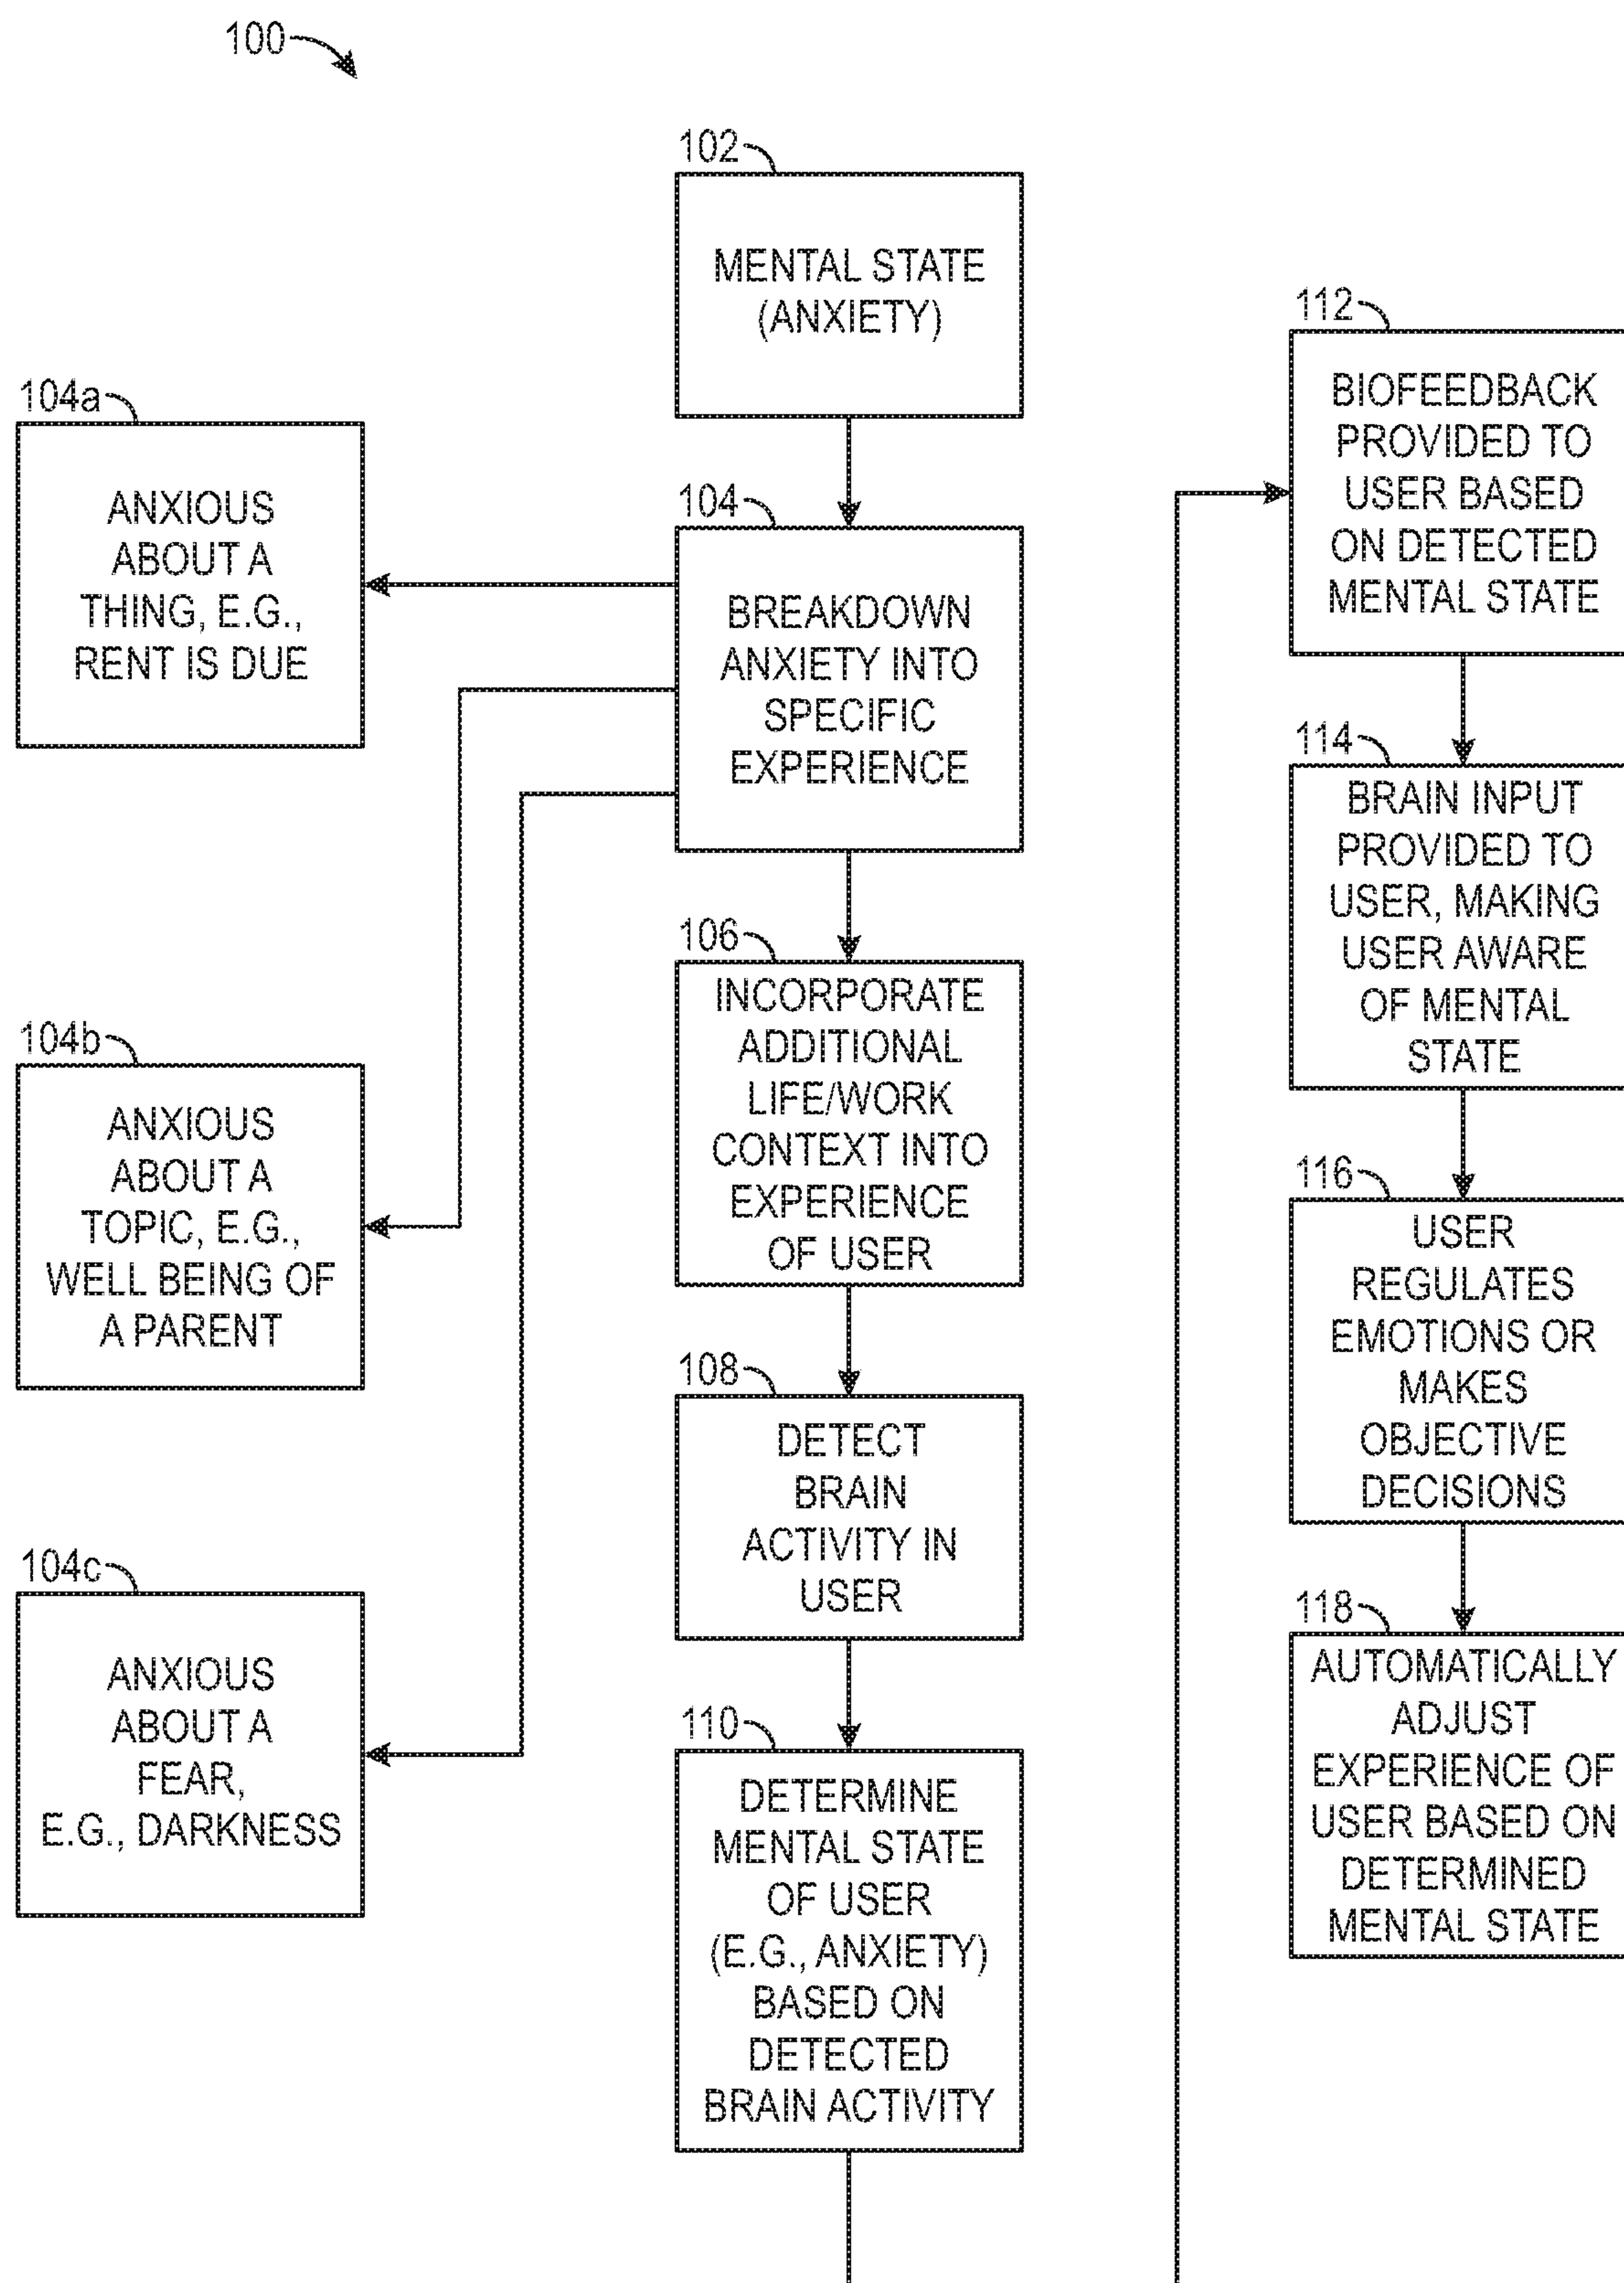 100
102
MENTAL STATE
(ANXIETY)
104
BREAKDOWN
ANXIETY INTO
SPECIFIC
EXPERIENCE
104a
ANXIOUS
ABOUT A
THING, E.G.,
RENT IS DUE
104b
ANXIOUS
ABOUT A
TOPIC, E.G.,
WELL BEING OF
A PARENT
104c
ANXIOUS
ABOUT A
FEAR,
E.G., DARKNESS
106
INCORPORATE
ADDITIONAL
LIFE/WORK
CONTEXT INTO
EXPERIENCE
OF USER
108
DETECT
BRAIN
ACTIVITY IN
USER
110
DETERMINE
MENTAL STATE
OF USER
(E.G., ANXIETY)
BASED ON
DETECTED
BRAIN ACTIVITY
112
BIOFEEDBACK
PROVIDED TO
USER BASED
ON DETECTED
MENTAL STATE
114
BRAIN INPUT
PROVIDED TO
USER, MAKING
USER AWARE
OF MENTAL
STATE
116
USER
REGULATES
EMOTIONS OR
MAKES
OBJECTIVE
DECISIONS
118
AUTOMATICALLY
ADJUST
EXPERIENCE OF
USER BASED ON
DETERMINED
MENTAL STATE